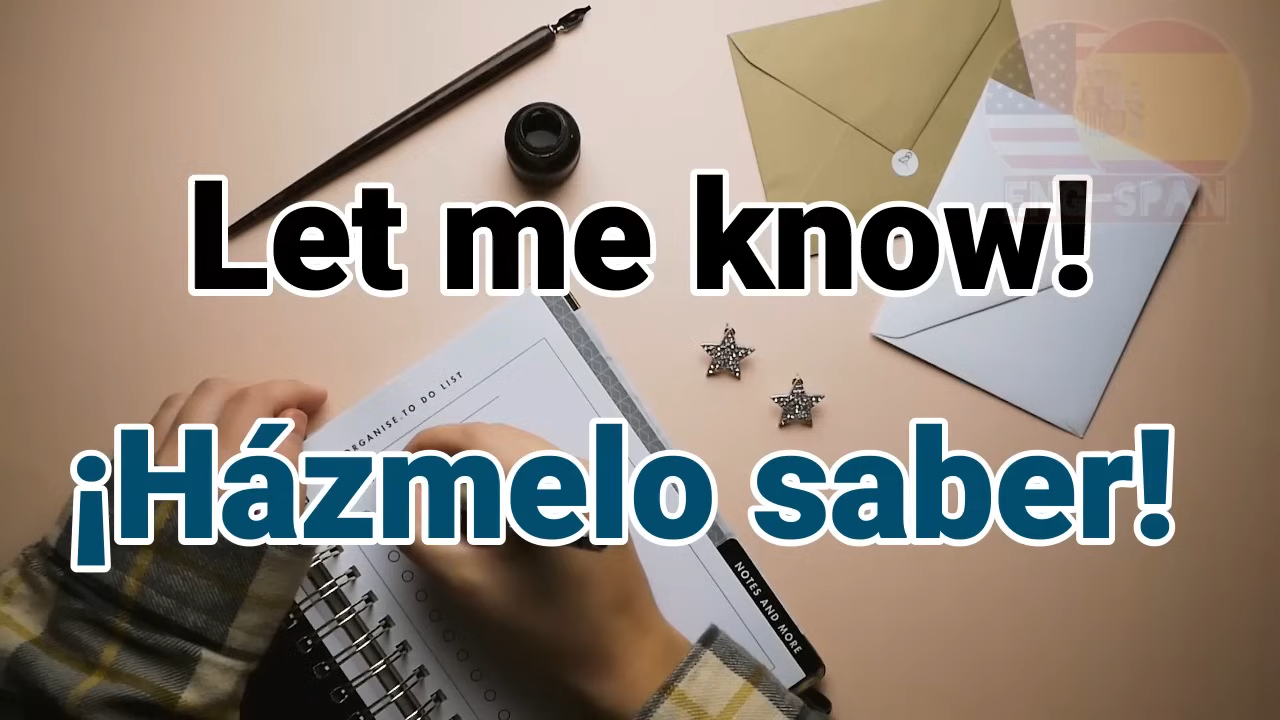 ENG-SPAN
Let me know!
ORGANISE.TO DO LIST
¡Házmelo saber!
NOTES AND MORE